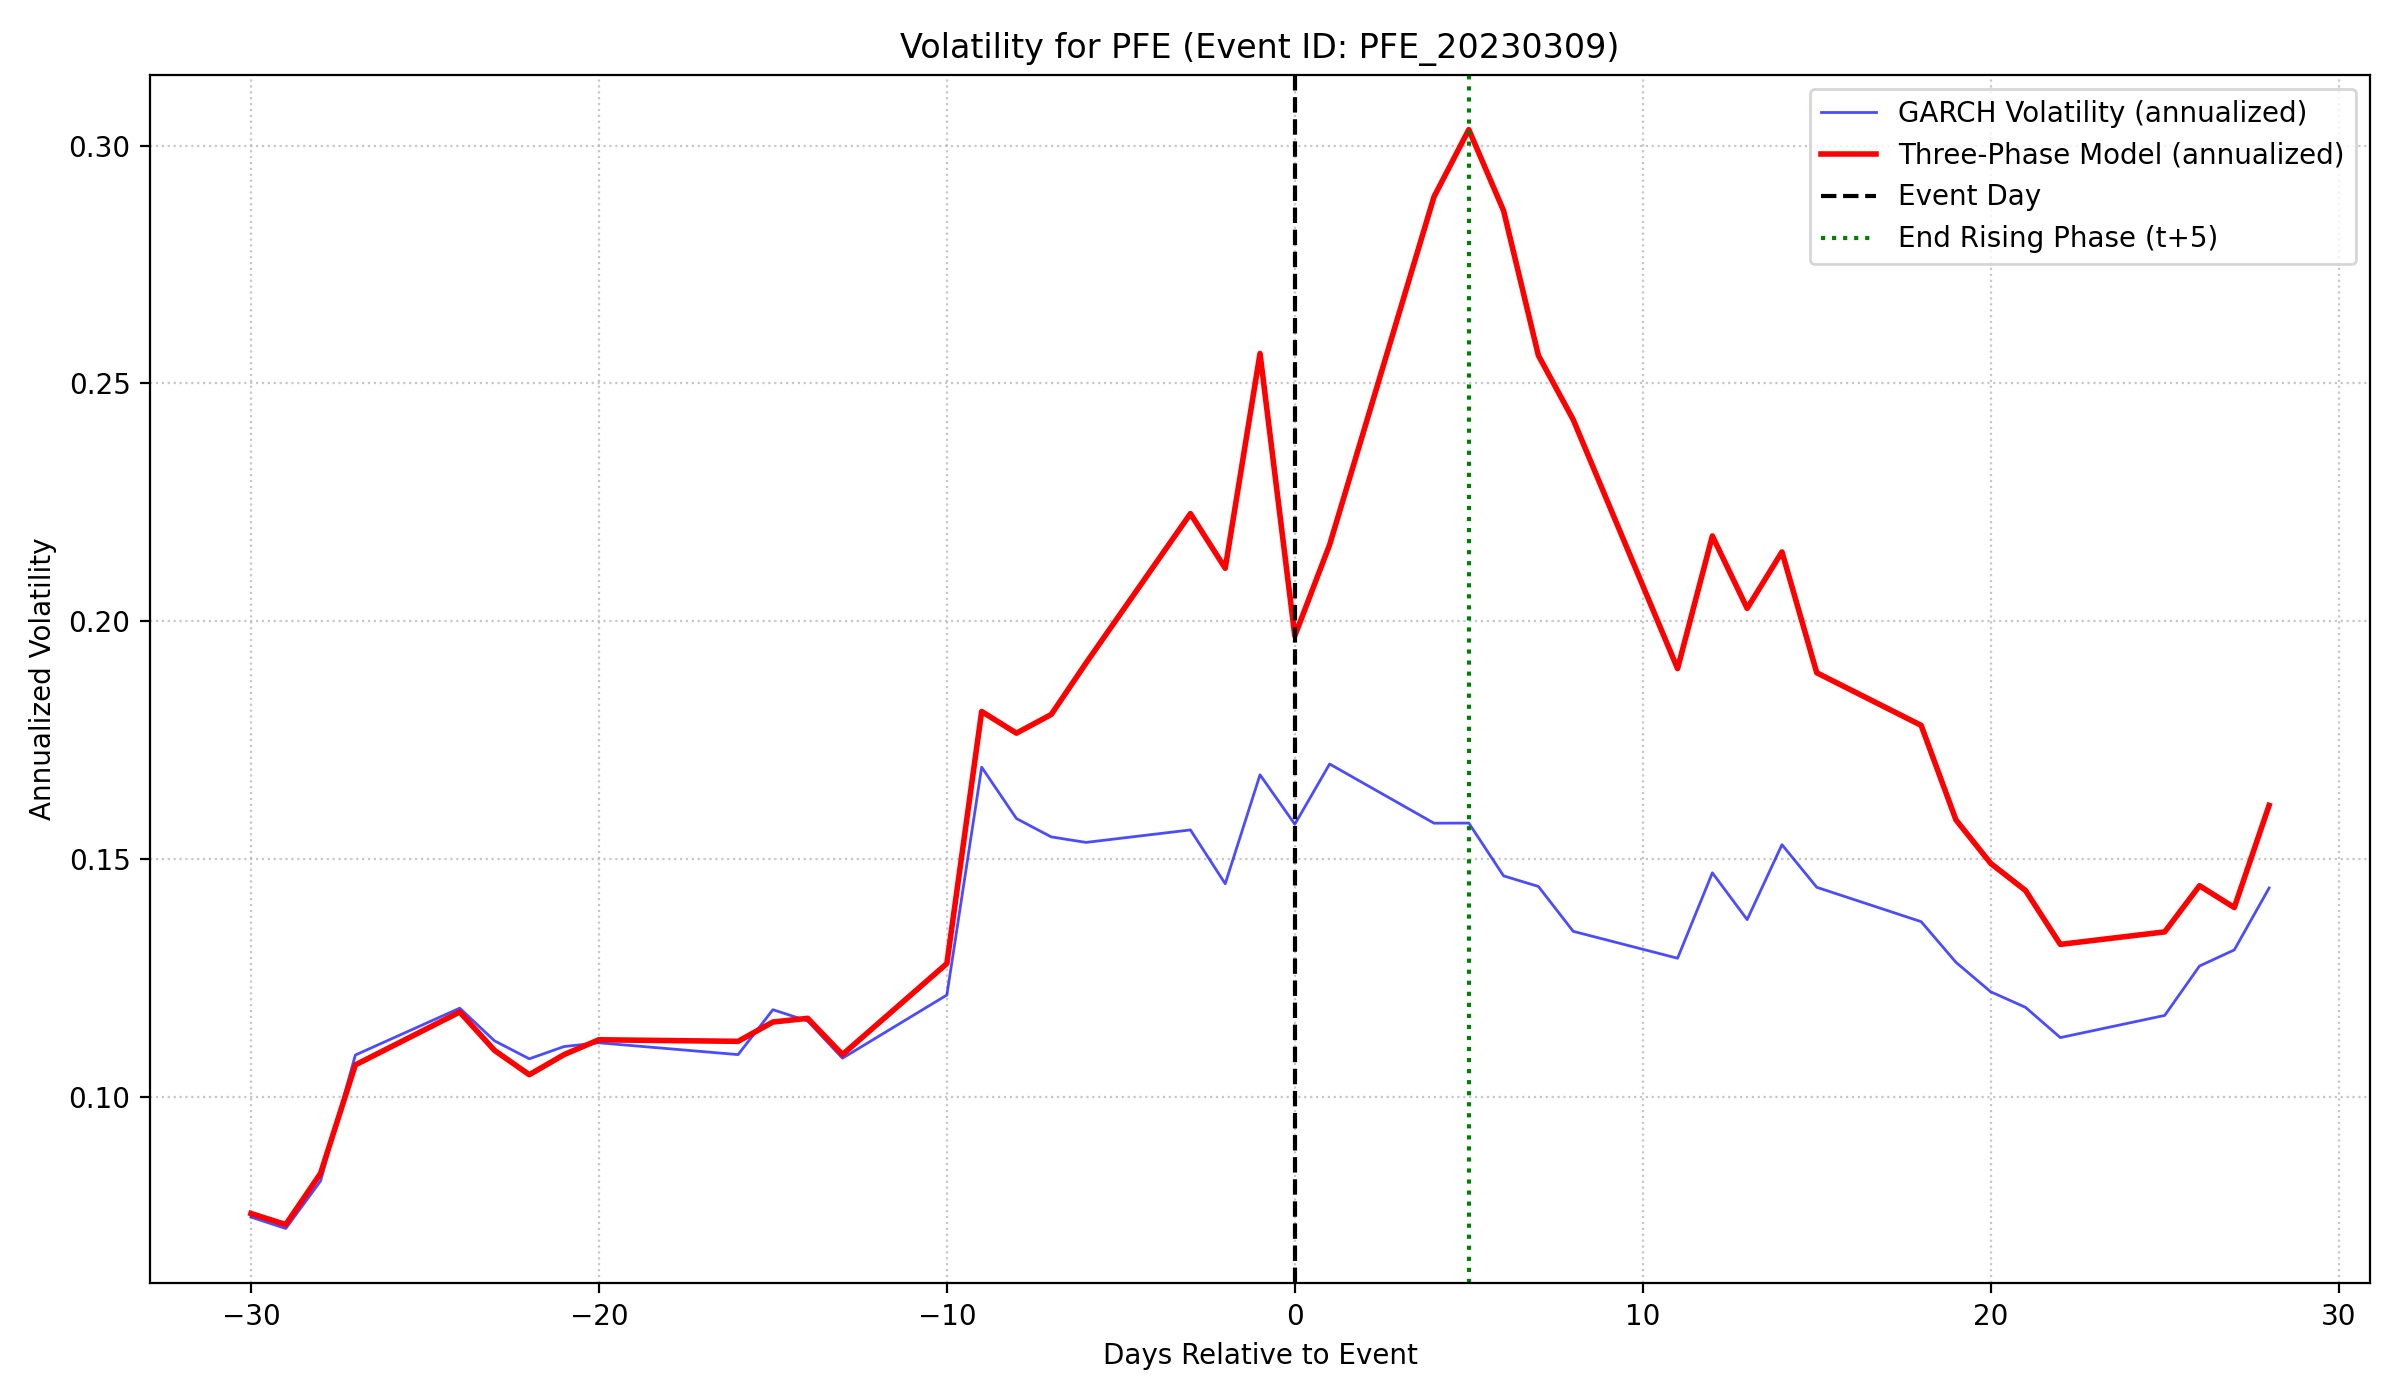 Volatility for PFE (Event ID: PFE_20230309)
GARCH Volatility (annualized)
Three-Phase Model (annualized)
Event Day
End Rising Phase (t+5)
Annualized Volatility
0.30
0.25
0.20
0.15
0.10
−30
−20
−10
0
10
20
30
Days Relative to Event